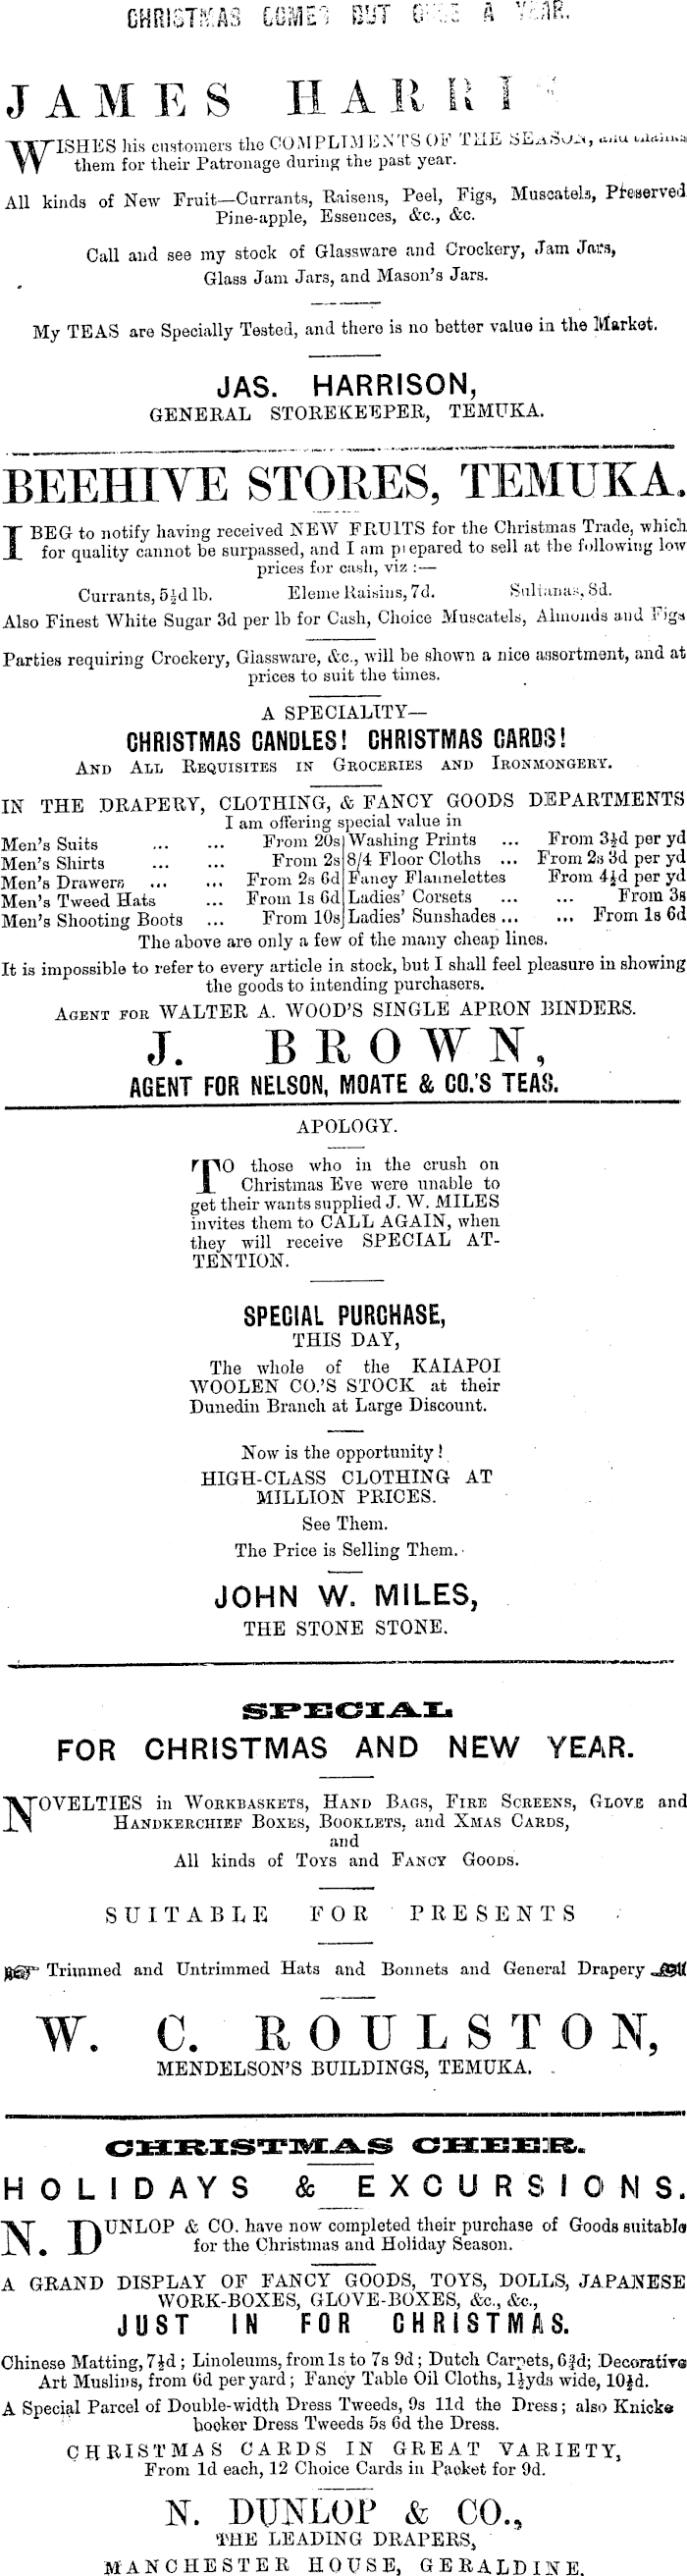 CHRISTMAS COMES BUT ONCE A YEAR.
JAMES HARRIS
WISHES his customers the COMPLIMENTS OF THE SEASON, and thanks
them for their Patronage during the past year.
All kinds of New Fruit—Currants, Raisens, Peel, Figs, Muscatels, Preserved
Pine-apple, Essences, &c., &c.
Call and see my stock of Glassware and Crockery, Jam Jars,
Glass Jam Jars, and Mason's Jars.
My TEAS are Specially Tested, and there is no better value in the Market.
JAS. HARRISON,
GENERAL STOREKEEPER, TEMUKA.
BEEHIVE STORES, TEMUKA.
I BEG to notify having received NEW FRUITS for the Christmas Trade, which
for quality cannot be surpassed, and I am prepared to sell at the following low
prices for cash, viz :—
Currants, 5½d lb. Eleme Raisins, 7d. Sultanas, 8d.
Also Finest White Sugar 3d per lb for Cash, Choice Muscatels, Almonds and Figs
Parties requiring Crockery, Glassware, &c., will be shown a nice assortment, and at
prices to suit the times.
A SPECIALITY—
CHRISTMAS CANDLES! CHRISTMAS CARDS!
AND ALL REQUISITES IN GROCERIES AND IRONMONGERY.
IN THE DRAPERY, CLOTHING, & FANCY GOODS DEPARTMENTS
I am offering special value in
Men's Suits ... ... From 20s Washing Prints ... From 3½d per yd
Men's Shirts ... ... From 2s 8/4 Floor Cloths ... From 2s 3d per yd
Men's Drawers ... ... From 2s 6d Fancy Flannelettes From 4½d per yd
Men's Tweed Hats ... From 1s 6d Ladies' Corsets ... ... From 3s
Men's Shooting Boots ... From 10s Ladies' Sunshades ... ... From 1s 6d
The above are only a few of the many cheap lines.
It is impossible to refer to every article in stock, but I shall feel pleasure in showing
the goods to intending purchasers.
AGENT FOR WALTER A. WOOD'S SINGLE APRON BINDERS.
J. BROWN,
AGENT FOR NELSON, MOATE & CO.'S TEAS.
APOLOGY.
TO those who in the crush on
Christmas Eve were unable to
get their wants supplied J. W. MILES
invites them to CALL AGAIN, when
they will receive SPECIAL AT-
TENTION.
SPECIAL PURCHASE,
THIS DAY,
The whole of the KAIAPOI
WOOLEN CO.'S STOCK at their
Dunedin Branch at Large Discount.
Now is the opportunity!
HIGH-CLASS CLOTHING AT
MILLION PRICES.
See Them.
The Price is Selling Them.
JOHN W. MILES,
THE STONE STONE.
SPECIAL
FOR CHRISTMAS AND NEW YEAR.
NOVELTIES in WORKBASKETS, HAND BAGS, FIRE SCREENS, GLOVE and
HANDKERCHIEF BOXES, BOOKLETS, and XMAS CARDS,
and
All kinds of TOYS and FANCY GOODS.
SUITABLE FOR PRESENTS
Trimmed and Untrimmed Hats and Bonnets and General Drapery
W. C. ROULSTON,
MENDELSON'S BUILDINGS, TEMUKA.
CHRISTMAS CHEER.
HOLIDAYS & EXCURSIONS.
N. DUNLOP & CO. have now completed their purchase of Goods suitable
for the Christmas and Holiday Season.
A GRAND DISPLAY OF FANCY GOODS, TOYS, DOLLS, JAPANESE
WORK-BOXES, GLOVE-BOXES, &c., &c.,
JUST IN FOR CHRISTMAS.
Chinese Matting, 7½d; Linoleums, from 1s to 7s 9d; Dutch Carpets, 6¾d; Decorative
Art Muslins, from 6d per yard; Fancy Table Oil Cloths, 1½yds wide, 10½d.
A Special Parcel of Double-width Dress Tweeds, 9s 11d the Dress; also Knicke
bocker Dress Tweeds 5s 6d the Dress.
CHRISTMAS CARDS IN GREAT VARIETY,
From 1d each, 12 Choice Cards in Packet for 9d.
N. DUNLOP & CO.,
THE LEADING DRAPERS,
MANCHESTER HOUSE, GERALDINE.